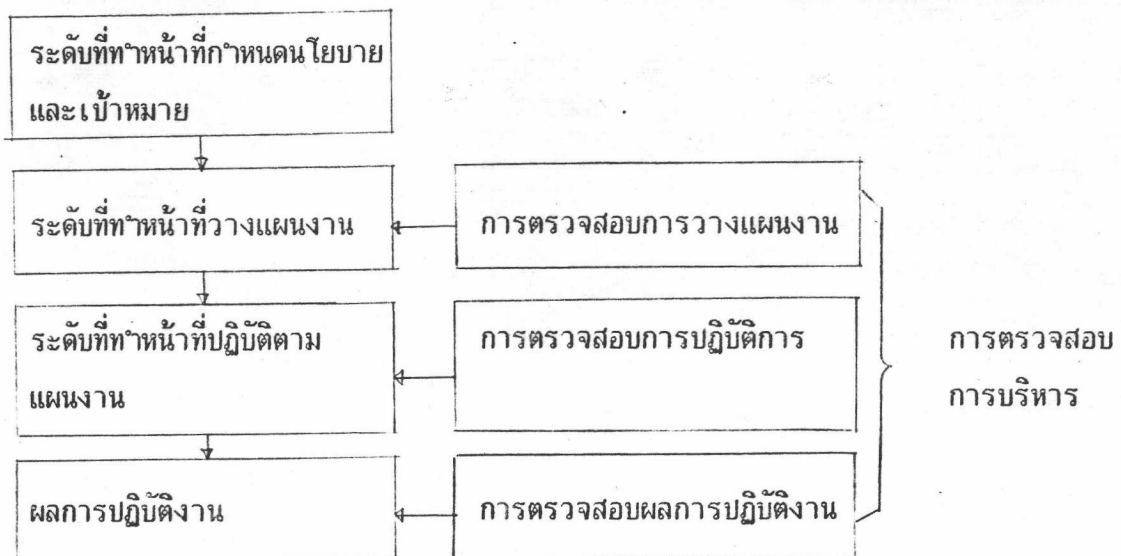 ระดับที่ทำหน้าที่กำหนดนโยบาย
และเป้าหมาย
ระดับที่ทำหน้าที่วางแผนงาน
การตรวจสอบการวางแผนงาน
ระดับที่ทำหน้าที่ปฏิบัติตาม
แผนงาน
การตรวจสอบการปฏิบัติการ
การตรวจสอบ
การบริหาร
ผลการปฏิบัติงาน
การตรวจสอบผลการปฏิบัติงาน